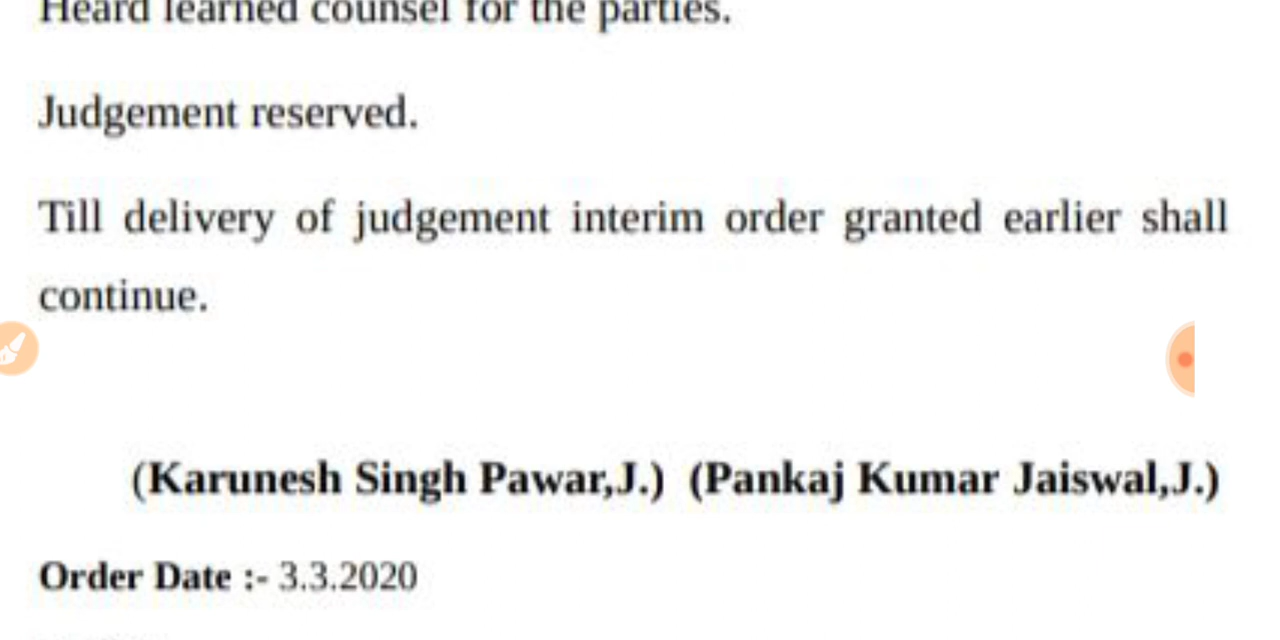 Heard learned counsel for the parties.
Judgement reserved.
Till delivery of judgement interim order granted earlier shall
continue.
(Karunesh Singh Pawar,J.) (Pankaj Kumar Jaiswal,J.)
Order Date :- 3.3.2020